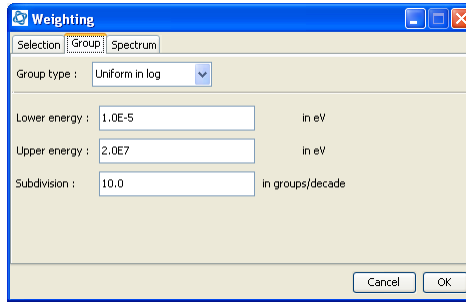 Weighting
Selection Group Spectrum
Group type : Uniform in log
Lower energy : 1.0E-5 in eV
Upper energy : 2.0E7 in eV
Subdivision : 10.0 in groups/decade
Cancel OK